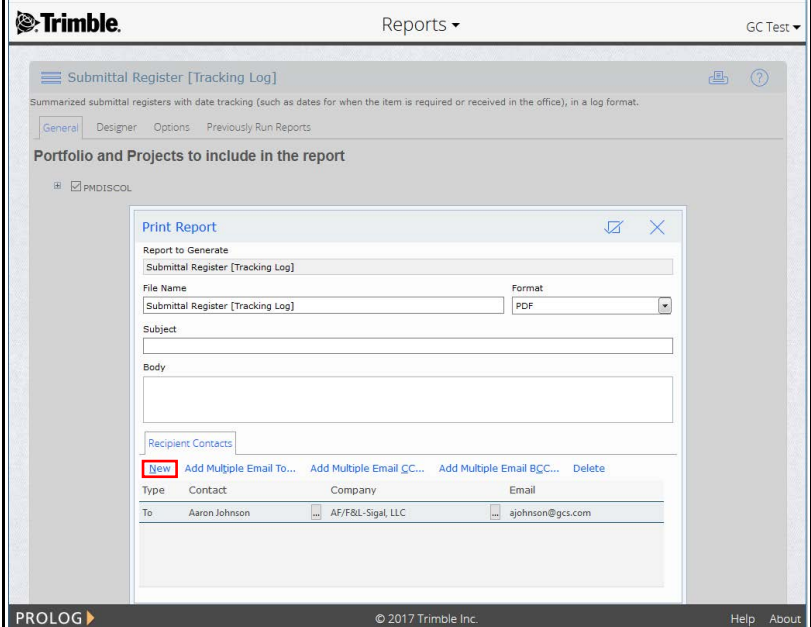 Trimble.
Reports
GC Test
Submittal Register [Tracking Log]
Summarized submittal registers with date tracking (such as dates for when the item is required or received in the office), in a log format.
General Designer Options Previously Run Reports
Portfolio and Projects to include in the report
PMDISCOL
Print Report
Report to Generate
Submittal Register [Tracking Log]
File Name Format
Submittal Register [Tracking Log] PDF
Subject
Body
Recipient Contacts
New Add Multiple Email To... Add Multiple Email CC... Add Multiple Email BCC... Delete
Type Contact Company Email
To Aaron Johnson ... AF/F&L-Sigal, LLC ... ajohnson@gcs.com
PROLOG © 2017 Trimble Inc. Help About